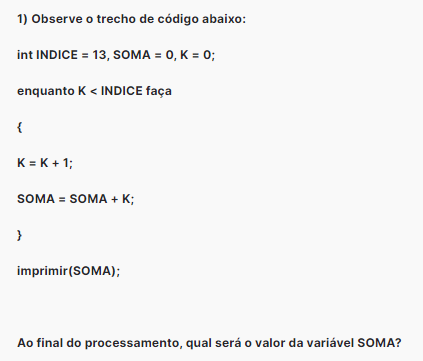 1) Observe o trecho de código abaixo:
int INDICE = 13, SOMA = 0, K = 0;
enquanto K < INDICE faça
{
K = K + 1;
SOMA = SOMA + K;
}
imprimir(SOMA);
Ao final do processamento, qual será o valor da variável SOMA?